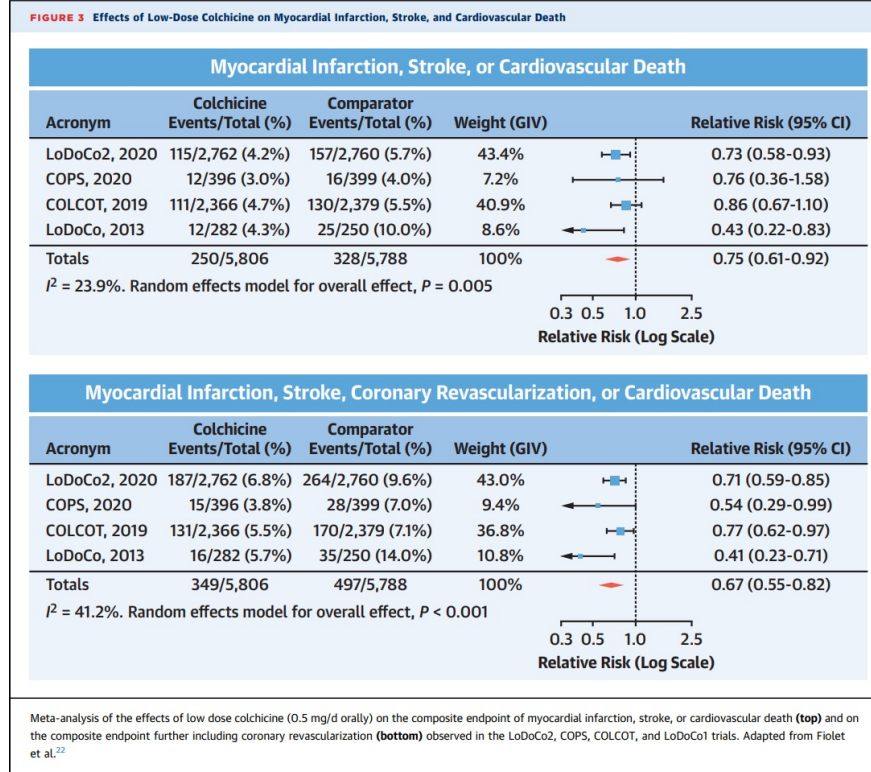 FIGURE 3 Effects of Low-Dose Colchicine on Myocardial Infarction, Stroke, and Cardiovascular Death
Myocardial Infarction, Stroke, or Cardiovascular Death
Colchicine Comparator
Acronym Events/Total (%) Events/Total (%) Weight (GIV) Relative Risk (95% CI)
LoDoCo2, 2020 115/2,762 (4.2%) 157/2,760 (5.7%) 43.4% 0.73 (0.58-0.93)
COPS, 2020 12/396 (3.0%) 16/399 (4.0%) 7.2% 0.76 (0.36-1.58)
COLCOT, 2019 111/2,366 (4.7%) 130/2,379 (5.5%) 40.9% 0.86 (0.67-1.10)
LoDoCo, 2013 12/282 (4.3%) 25/250 (10.0%) 8.6% 0.43 (0.22-0.83)
Totals 250/5,806 328/5,788 100% 0.75 (0.61-0.92)
I² = 23.9%. Random effects model for overall effect, P = 0.005
0.3 0.5 1.0 2.5
Relative Risk (Log Scale)
Myocardial Infarction, Stroke, Coronary Revascularization, or Cardiovascular Death
Colchicine Comparator
Acronym Events/Total (%) Events/Total (%) Weight (GIV) Relative Risk (95% CI)
LoDoCo2, 2020 187/2,762 (6.8%) 264/2,760 (9.6%) 43.0% 0.71 (0.59-0.85)
COPS, 2020 15/396 (3.8%) 28/399 (7.0%) 9.4% 0.54 (0.29-0.99)
COLCOT, 2019 131/2,366 (5.5%) 170/2,379 (7.1%) 36.8% 0.77 (0.62-0.97)
LoDoCo, 2013 16/282 (5.7%) 35/250 (14.0%) 10.8% 0.41 (0.23-0.71)
Totals 349/5,806 497/5,788 100% 0.67 (0.55-0.82)
I² = 41.2%. Random effects model for overall effect, P < 0.001
0.3 0.5 1.0 2.5
Relative Risk (Log Scale)
Meta-analysis of the effects of low dose colchicine (0.5 mg/d orally) on the composite endpoint of myocardial infarction, stroke, or cardiovascular death (top) and on
the composite endpoint further including coronary revascularization (bottom) observed in the LoDoCo2, COPS, COLCOT, and LoDoCo1 trials. Adapted from Fiolet
et al.²²